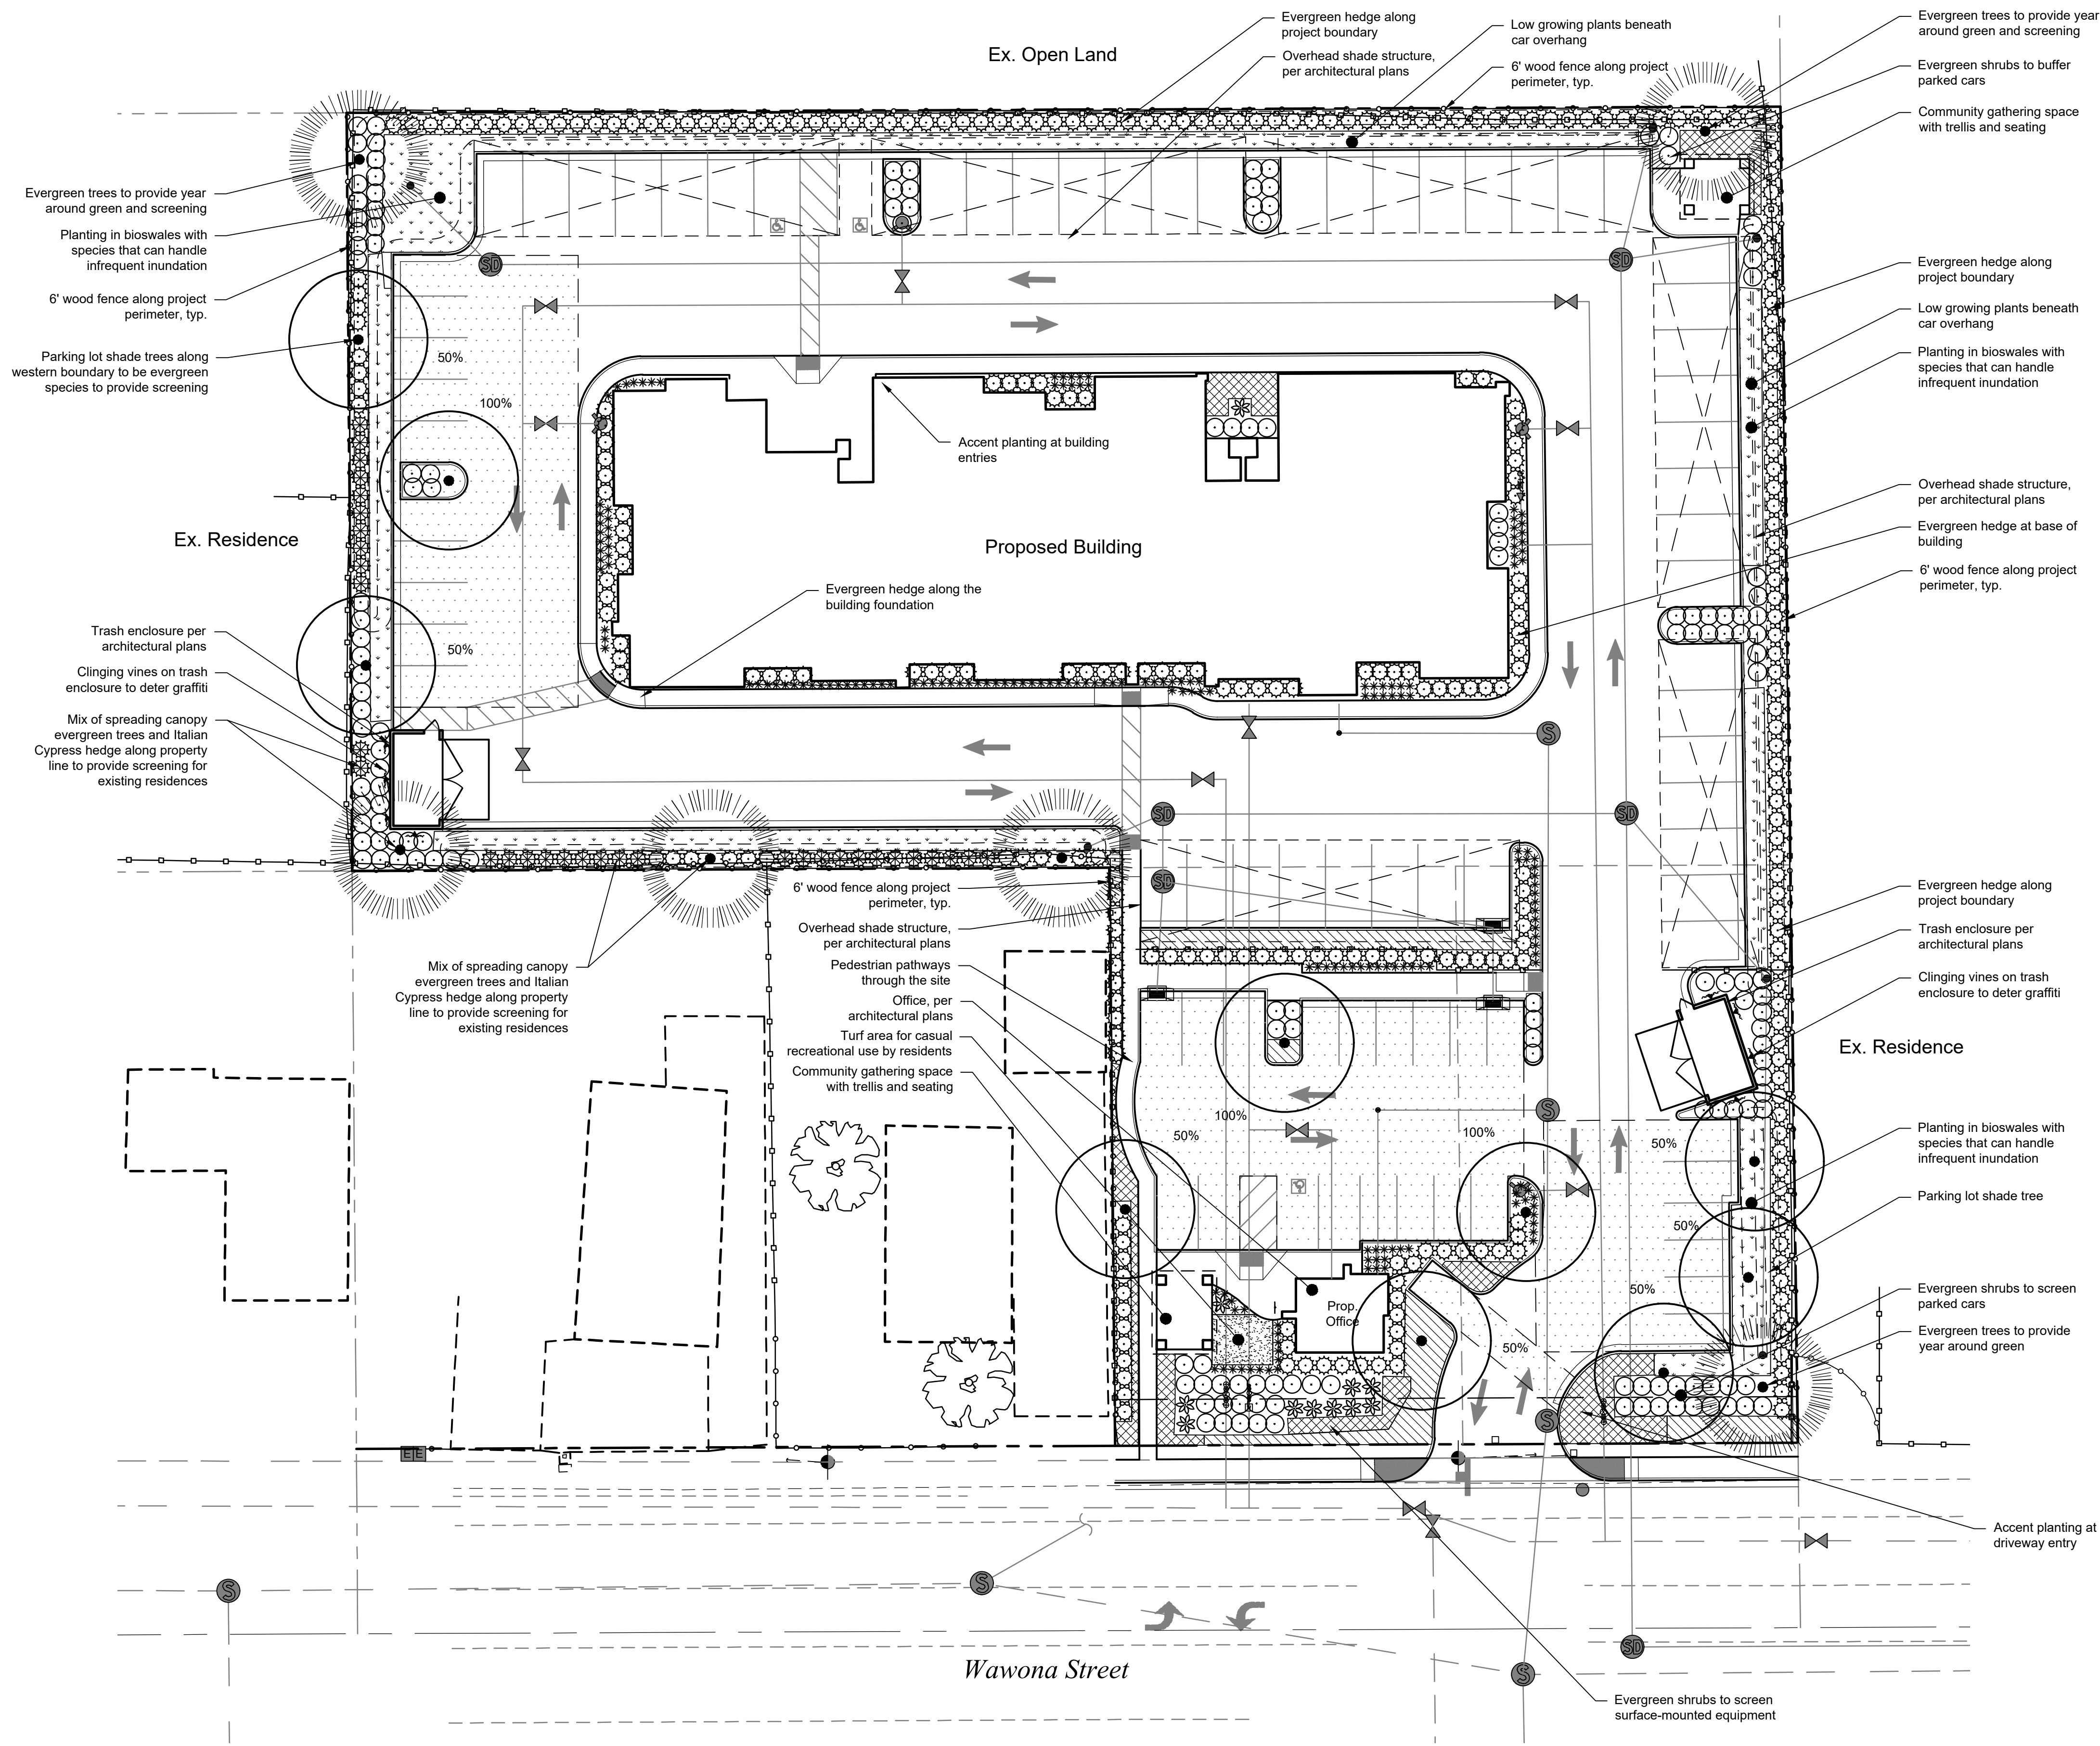 Ex. Open Land
Evergreen hedge along
project boundary
Overhead shade structure,
per architectural plans
Low growing plants beneath
car overhang
6' wood fence along project
perimeter, typ.
Evergreen trees to provide year
around green and screening
Evergreen shrubs to buffer
parked cars
Community gathering space
with trellis and seating
Evergreen trees to provide year
around green and screening
Planting in bioswales with
species that can handle
infrequent inundation
6' wood fence along project
perimeter, typ.
Parking lot shade trees along
western boundary to be evergreen
species to provide screening
SD
SD
50%
100%
50%
Evergreen hedge along
project boundary
Low growing plants beneath
car overhang
Planting in bioswales with
species that can handle
infrequent inundation
Accent planting at building
entries
Ex. Residence
Proposed Building
Overhead shade structure,
per architectural plans
Evergreen hedge at base of
building
6' wood fence along project
perimeter, typ.
Evergreen hedge along the
building foundation
Trash enclosure per
architectural plans
Clinging vines on trash
enclosure to deter graffiti
Mix of spreading canopy
evergreen trees and Italian
Cypress hedge along property
line to provide screening for
existing residences
S
SD
SD
SD
6' wood fence along project
perimeter, typ.
Overhead shade structure,
per architectural plans
Pedestrian pathways
through the site
Office, per
architectural plans
Turf area for casual
recreational use by residents
Community gathering space
with trellis and seating
Mix of spreading canopy
evergreen trees and Italian
Cypress hedge along property
line to provide screening for
existing residences
Evergreen hedge along
project boundary
Trash enclosure per
architectural plans
Clinging vines on trash
enclosure to deter graffiti
Ex. Residence
S
100%
50%
100%
50%
50%
50%
50%
Planting in bioswales with
species that can handle
infrequent inundation
Parking lot shade tree
Evergreen shrubs to screen
parked cars
Evergreen trees to provide
year around green
Prop.
Office
S
EE
Accent planting at
driveway entry
S
S
S
SD
Wawona Street
Evergreen shrubs to screen
surface-mounted equipment